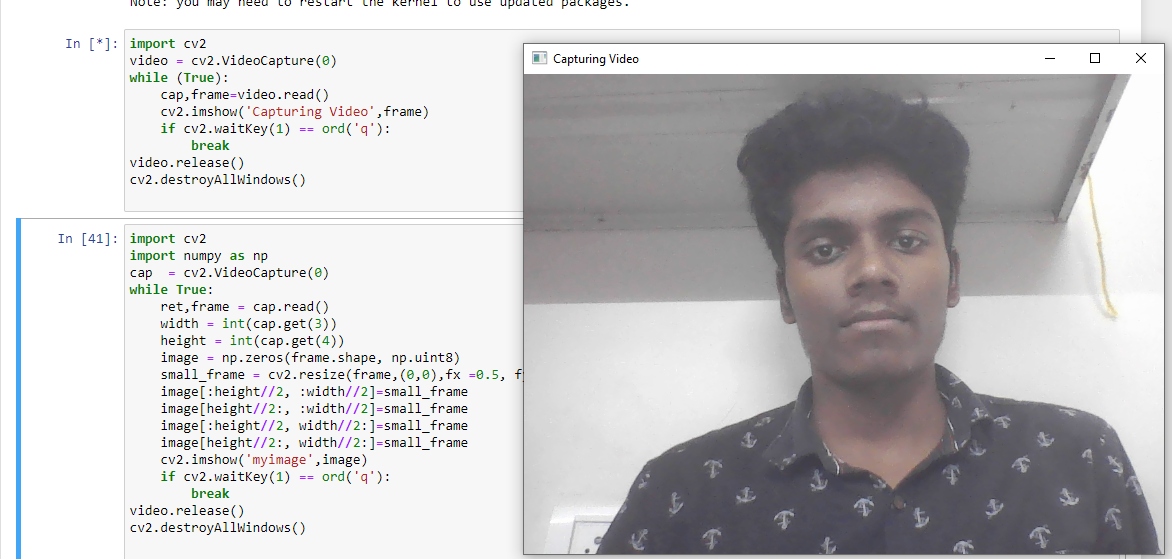 Note: you may need to restart the kernel to use updated packages.
In [*]:
import cv2
video = cv2.VideoCapture(0)
while (True):
    cap,frame=video.read()
    cv2.imshow('Capturing Video',frame)
    if cv2.waitKey(1) == ord('q'):
        break
video.release()
cv2.destroyAllWindows()
In [41]:
import cv2
import numpy as np
cap  = cv2.VideoCapture(0)
while True:
    ret,frame = cap.read()
    width = int(cap.get(3))
    height = int(cap.get(4))
    image = np.zeros(frame.shape, np.uint8)
    small_frame = cv2.resize(frame,(0,0),fx =0.5,
    image[:height//2, :width//2]=small_frame
    image[height//2:, :width//2]=small_frame
    image[:height//2, width//2:]=small_frame
    image[height//2:, width//2:]=small_frame
    cv2.imshow('myimage',image)
    if cv2.waitKey(1) == ord('q'):
        break
video.release()
cv2.destroyAllWindows()
Capturing Video